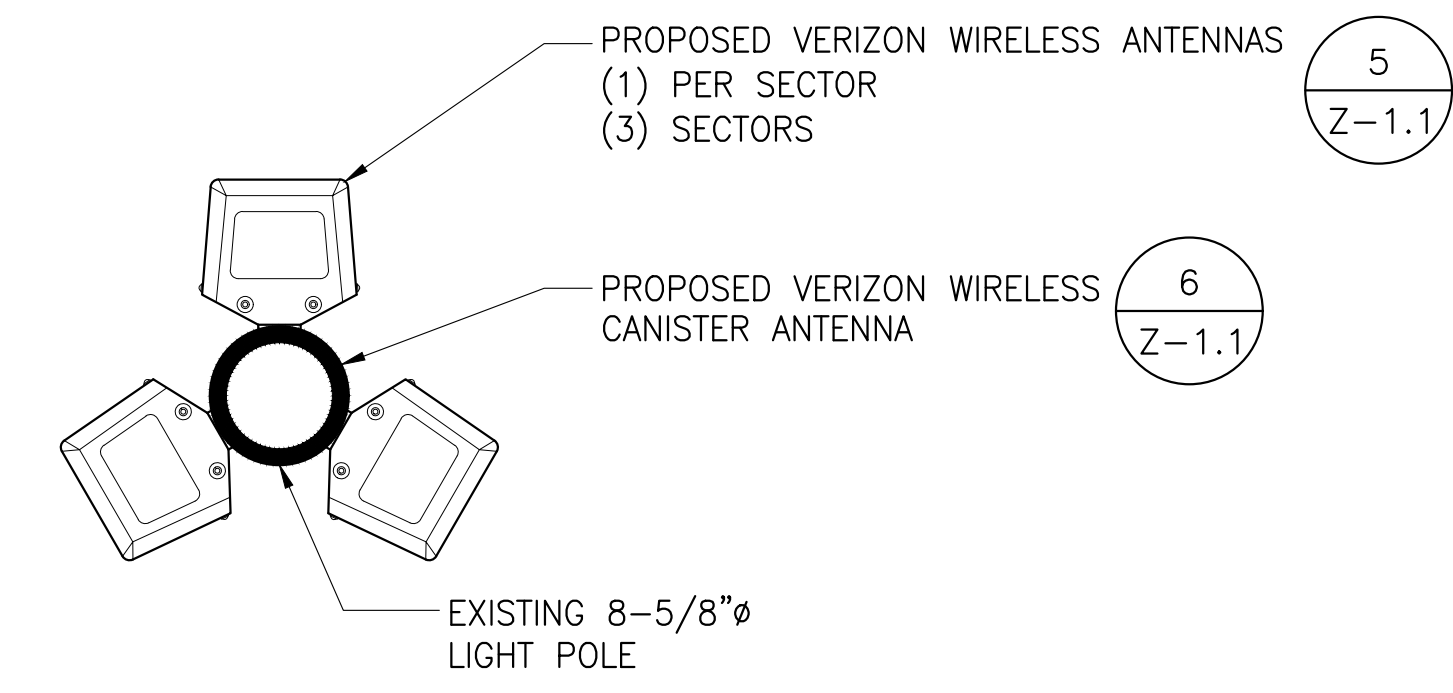 PROPOSED VERIZON WIRELESS ANTENNAS
(1) PER SECTOR
(3) SECTORS
5
Z-1.1
PROPOSED VERIZON WIRELESS
CANISTER ANTENNA
6
Z-1.1
EXISTING 8-5/8"ø
LIGHT POLE